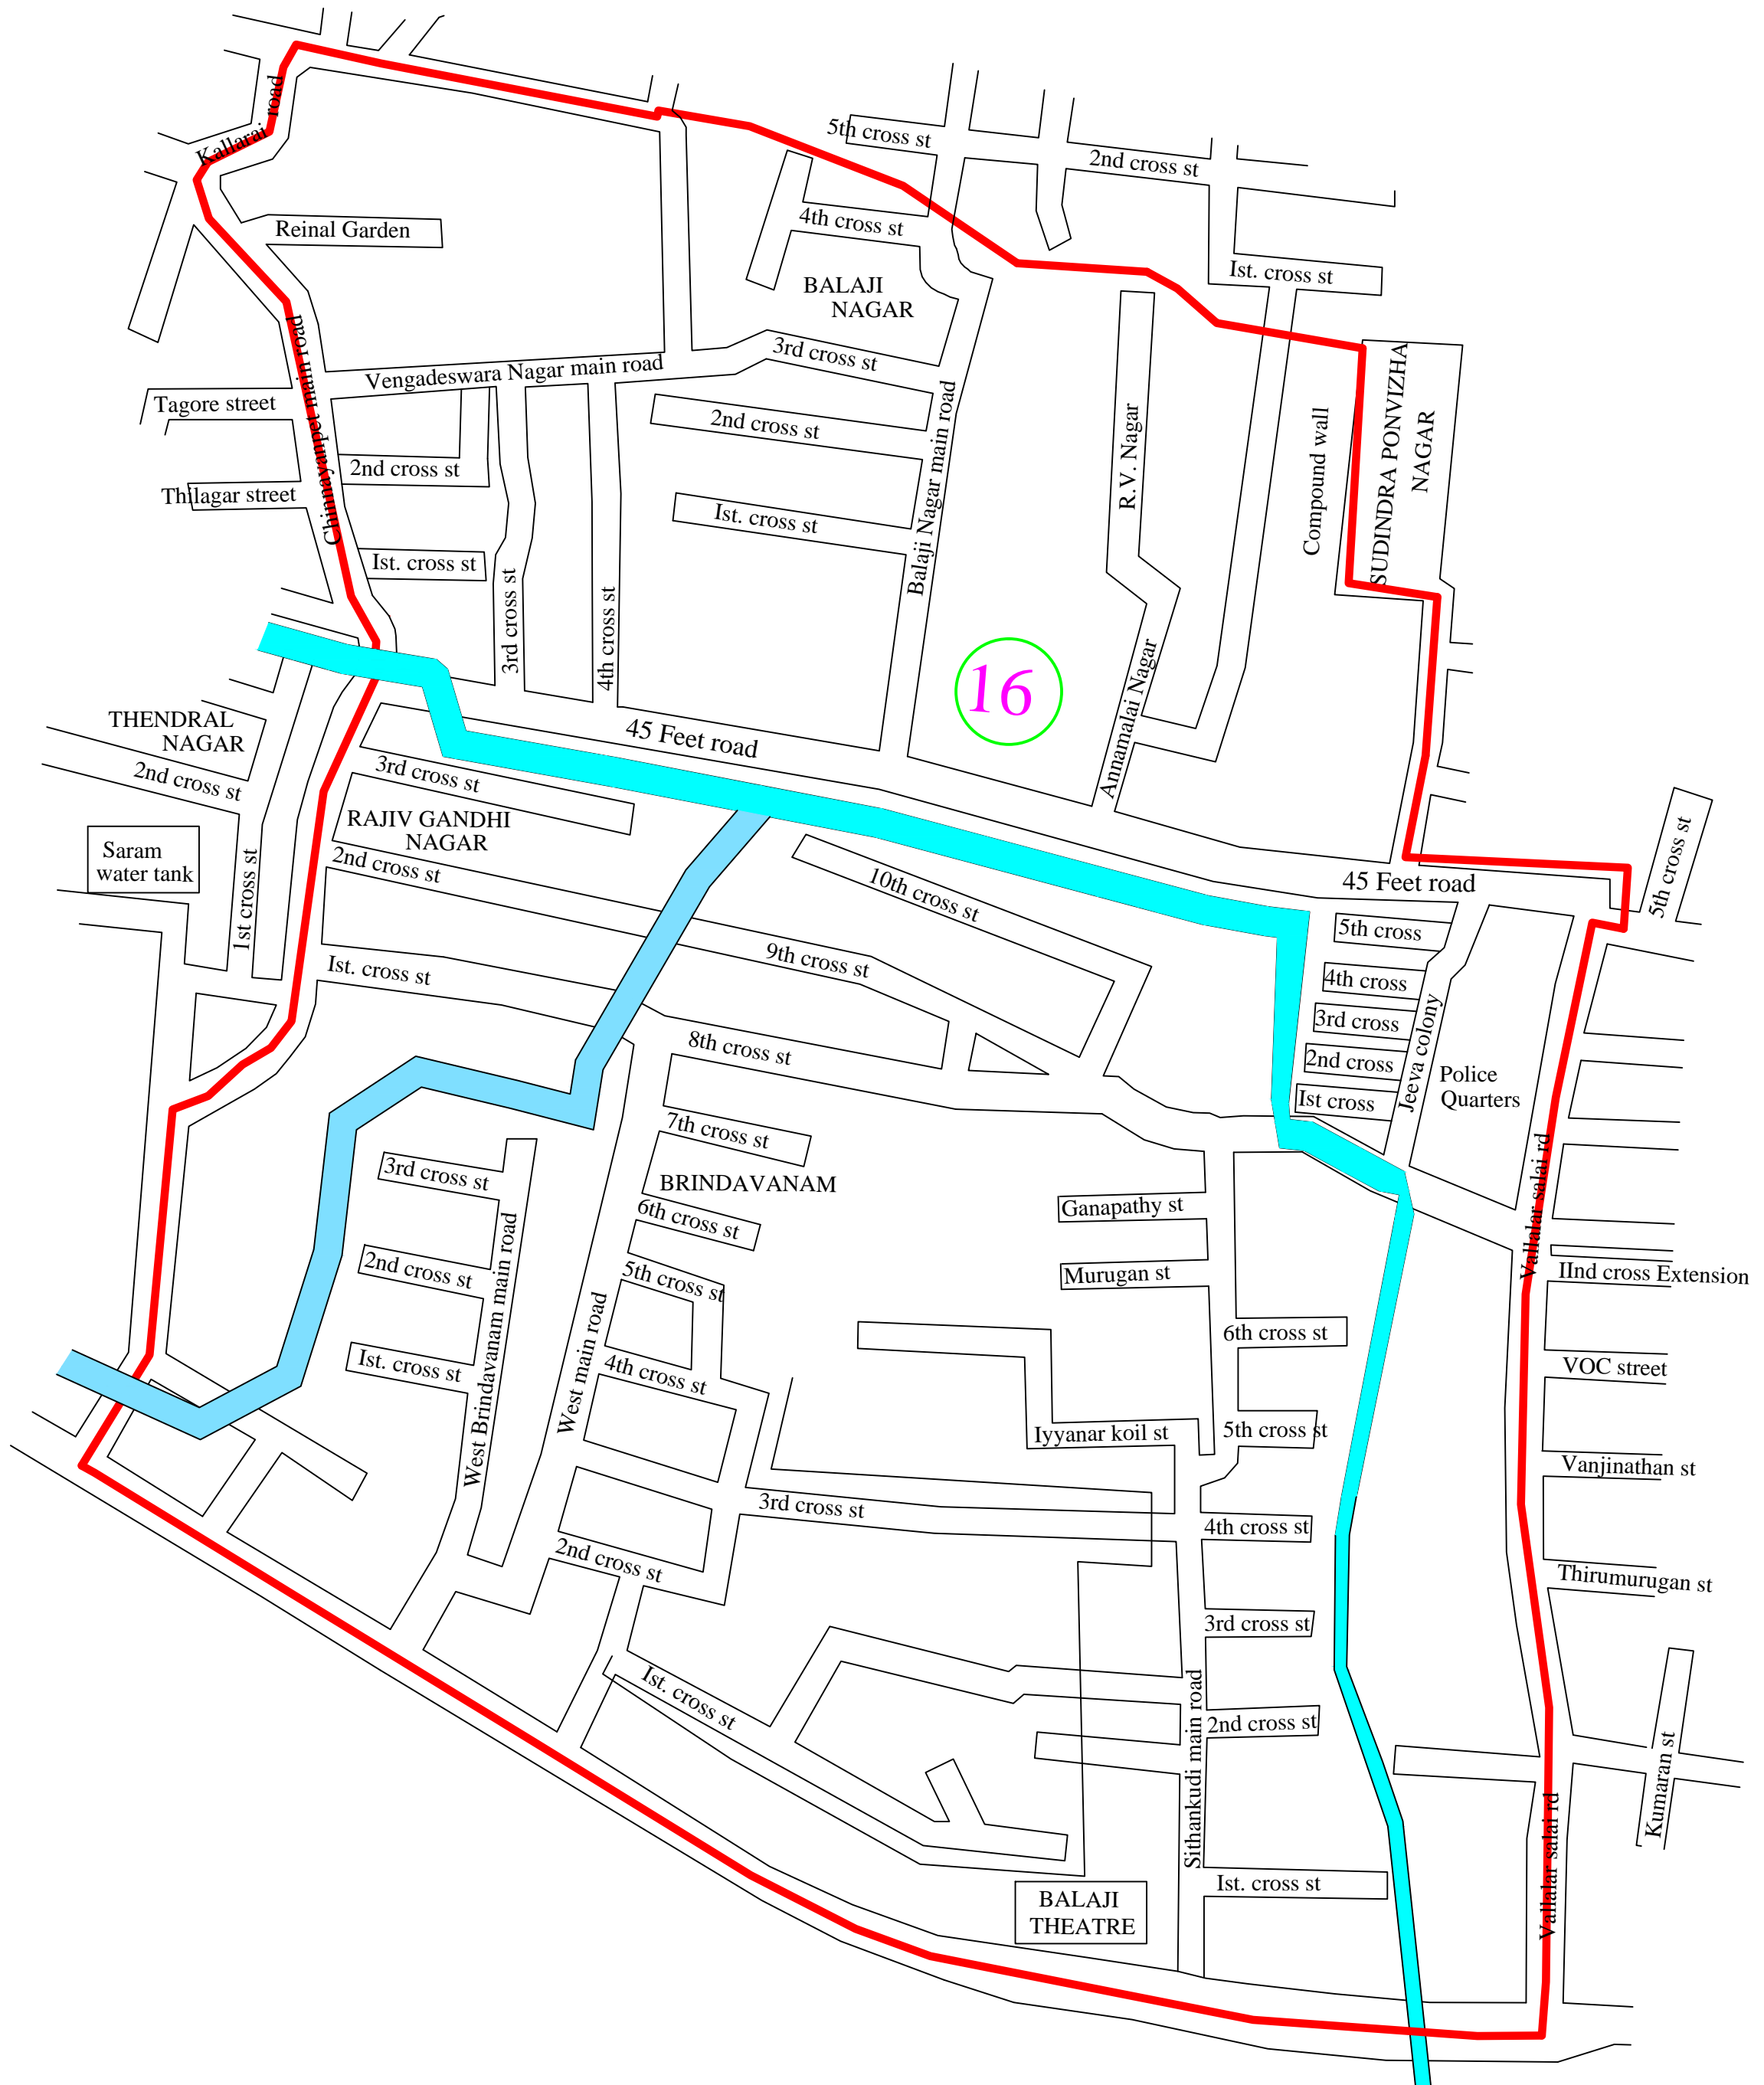 Kallarai road
5th cross st
2nd cross st
Reinal Garden
4th cross st
BALAJI
NAGAR
Ist. cross st
Chinnayanpet main road
Vengadeswara Nagar main road
3rd cross st
Tagore street
2nd cross st
Balaji Nagar main road
R.V. Nagar
Compound wall
SUDINDRA PONVIZHA
NAGAR
2nd cross st
Thilagar street
Ist. cross st
Ist. cross st
3rd cross st
4th cross st
16
Annamalai Nagar
THENDRAL
NAGAR
45 Feet road
2nd cross st
3rd cross st
RAJIV GANDHI
NAGAR
Saram
water tank
2nd cross st
1st cross st
10th cross st
45 Feet road
5th cross st
5th cross
9th cross st
Ist. cross st
4th cross
3rd cross
8th cross st
2nd cross
Jeeva colony
Police
Quarters
Ist cross
7th cross st
3rd cross st
BRINDAVANAM
Ganapathy st
6th cross st
Vallalar salai rd
2nd cross st
5th cross st
Murugan st
IInd cross Extension
West Brindavanam main road
West main road
6th cross st
Ist. cross st
4th cross st
VOC street
Iyyanar koil st
5th cross st
Vanjinathan st
3rd cross st
4th cross st
2nd cross st
Thirumurugan st
3rd cross st
Ist. cross st
Sithankudi main road
2nd cross st
Kumaran st
Vallalar salai rd
Ist. cross st
BALAJI
THEATRE